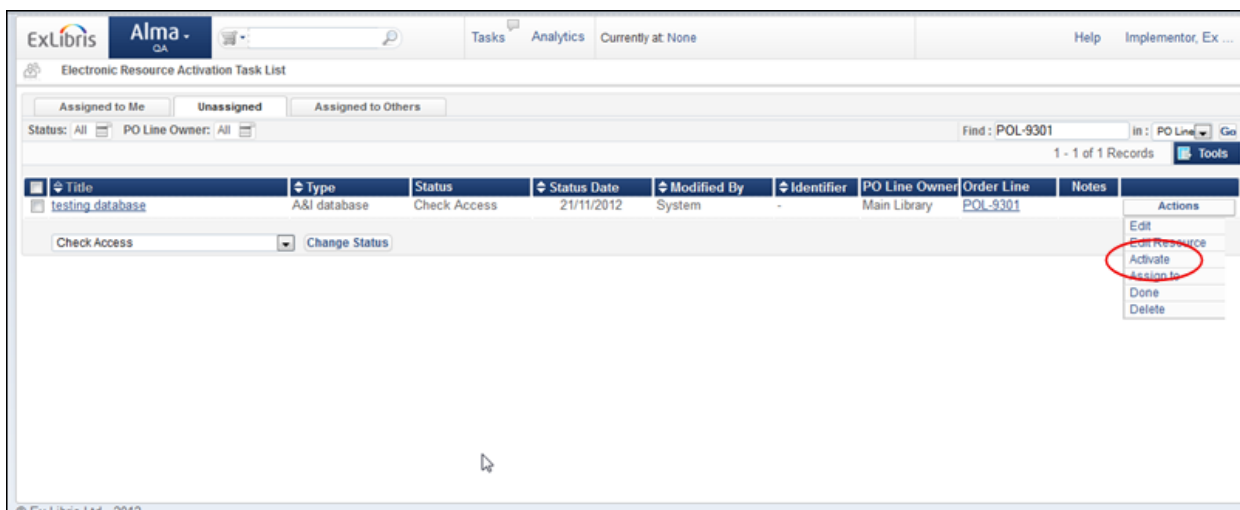 ExLibris Alma QA Tasks Analytics Currently at: None Help Implementor, Ex ...
Electronic Resource Activation Task List
Assigned to Me Unassigned Assigned to Others
Status: All PO Line Owner: All Find : POL-9301 in : PO Line Go
1 - 1 of 1 Records Tools
Title Type Status Status Date Modified By Identifier PO Line Owner Order Line Notes
testing database A&I database Check Access 21/11/2012 System - Main Library POL-9301 Actions
Edit
Check Access Change Status Edit Resource
Activate
Assign to
Done
Delete
© Ex Libris Ltd., 2012